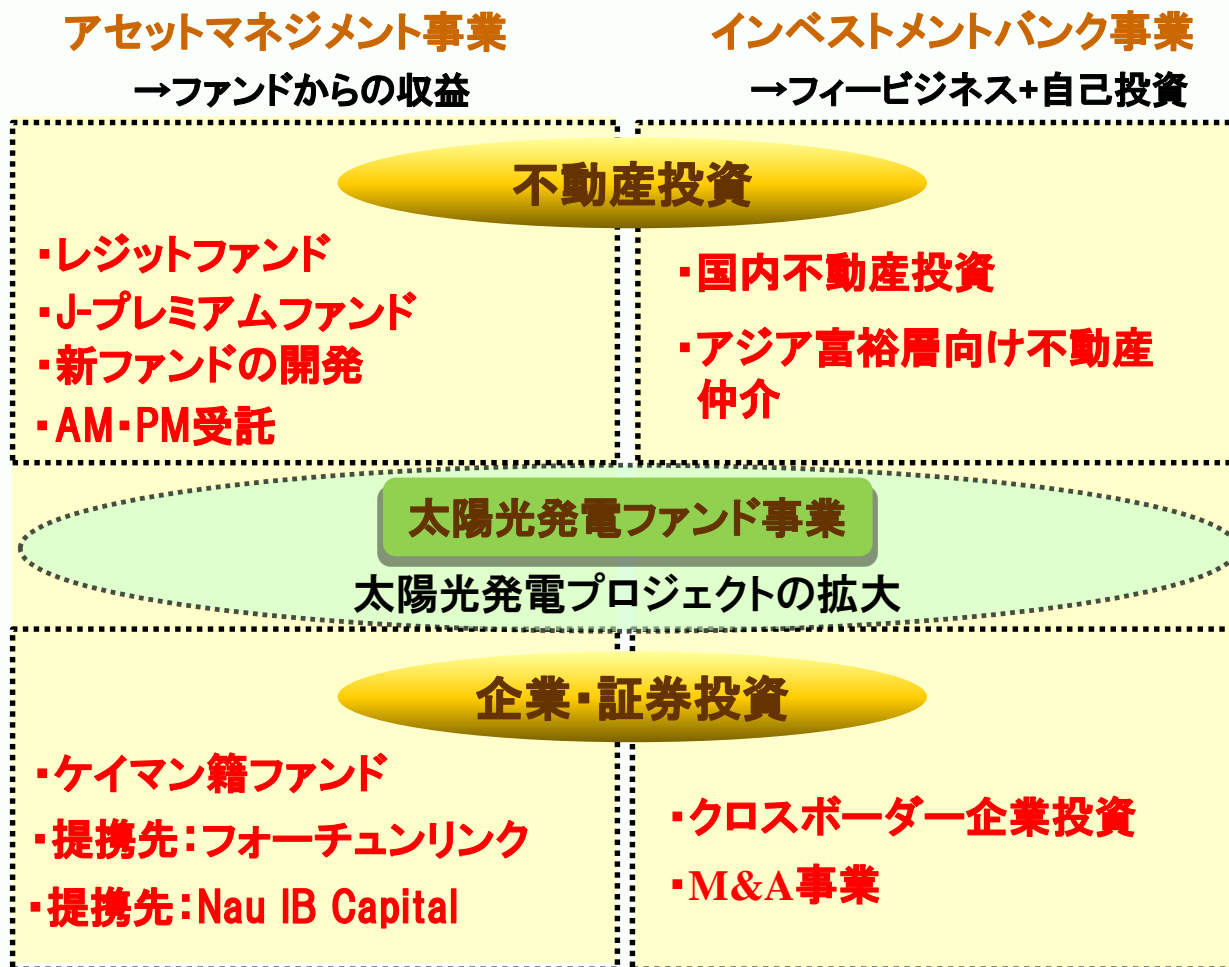 アセットマネジメント事業
→ファンドからの収益
インベストメントバンク事業
→フィービジネス+自己投資
不動産投資
・レジットファンド
・J-プレミアムファンド
・新ファンドの開発
・AM・PM受託
・国内不動産投資
・アジア富裕層向け不動産
仲介
太陽光発電ファンド事業
太陽光発電プロジェクトの拡大
企業・証券投資
・ケイマン籍ファンド
・提携先：フォーチュンリンク
・提携先：Nau IB Capital
・クロスボーダー企業投資
・M&A事業